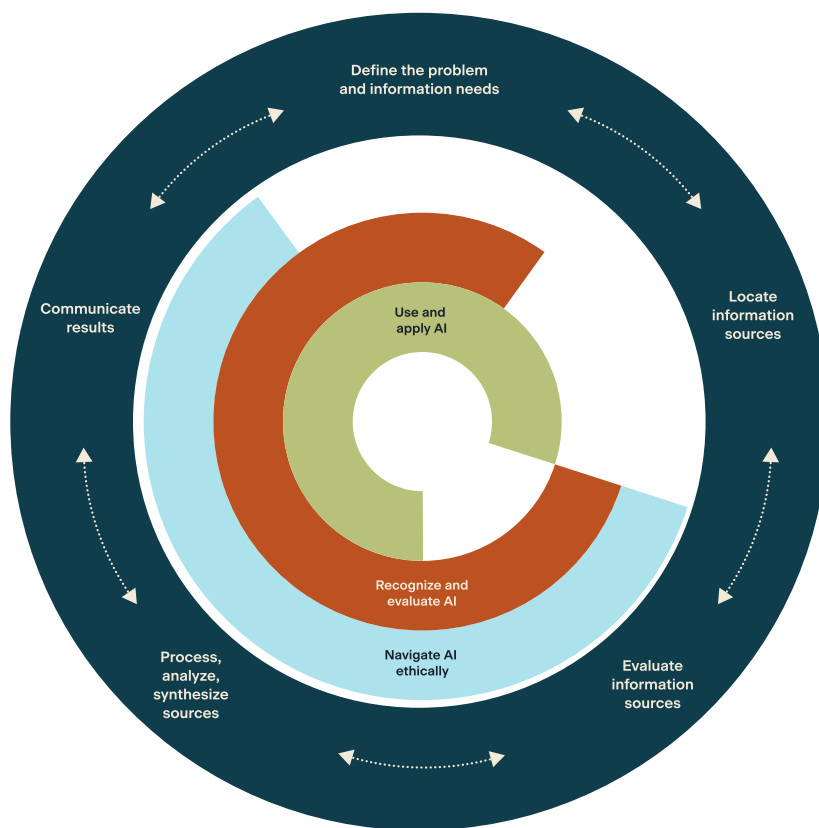 Define the problem
and information needs
Locate
information
sources
Evaluate
information
sources
Process,
analyze,
synthesize
sources
Communicate
results
Use and
apply AI
Recognize and
evaluate AI
Navigate AI
ethically